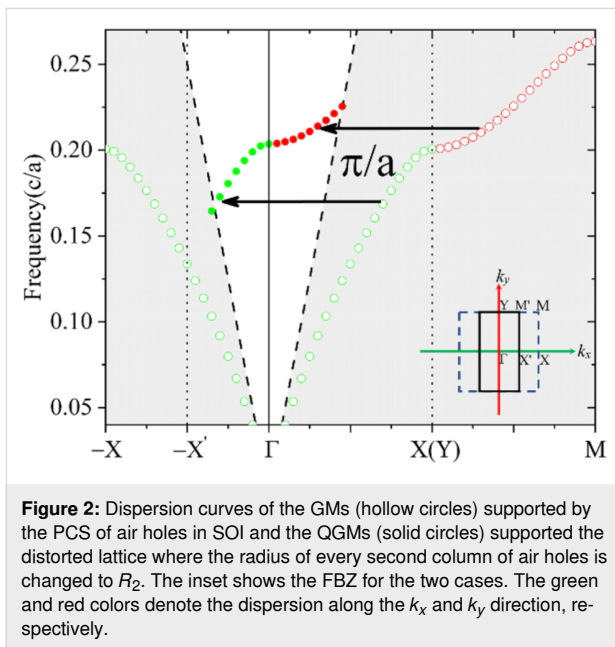 0.25
0.20
0.15
0.10
0.05
Frequency(c/a)
π/a
k_y
Y M' M
Γ X' X k_x
−X −X' Γ X(Y) M
Figure 2: Dispersion curves of the GMs (hollow circles) supported by
the PCS of air holes in SOI and the QGMs (solid circles) supported the
distorted lattice where the radius of every second column of air holes is
changed to R₂. The inset shows the FBZ for the two cases. The green
and red colors denote the dispersion along the kₓ and k_y direction, re-
spectively.